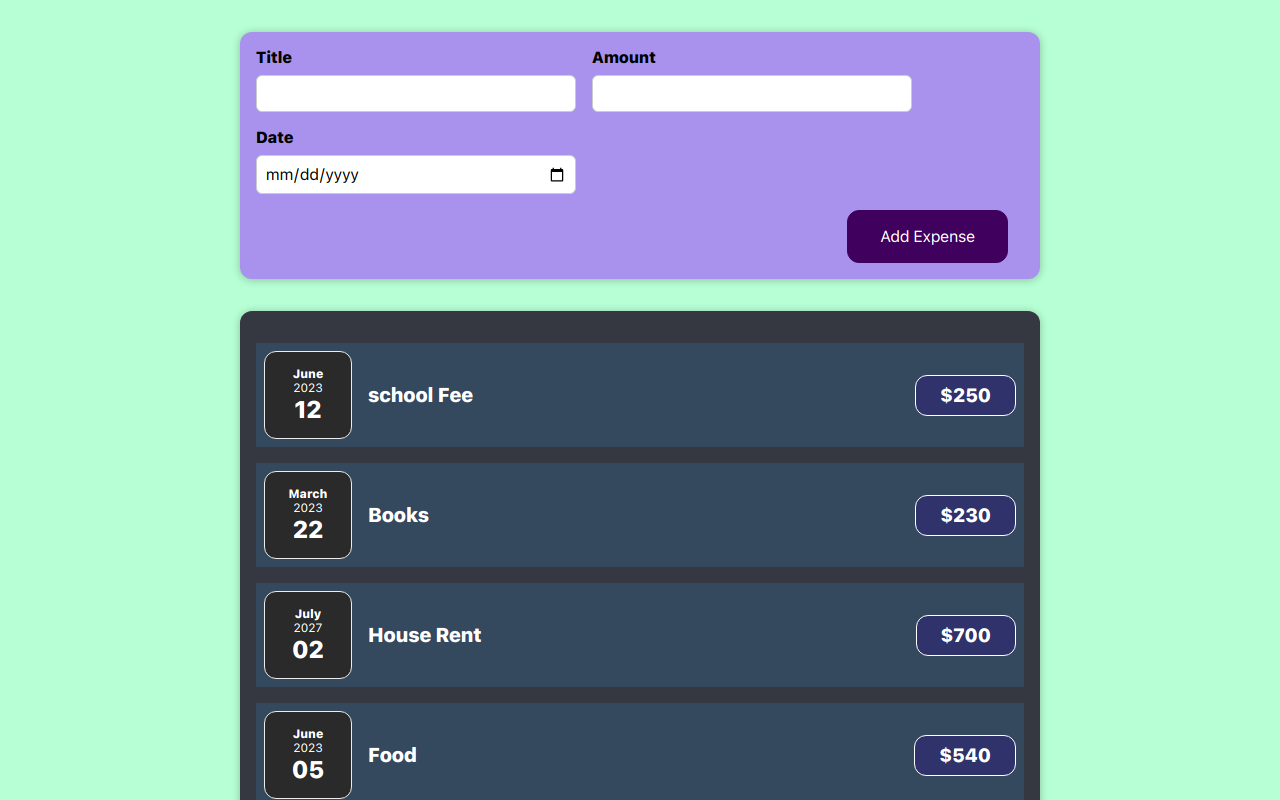 Title
Amount
Date
mm/dd/yyyy
Add Expense
June
2023
12
school Fee
$250
March
2023
22
Books
$230
July
2027
02
House Rent
$700
June
2023
05
Food
$540